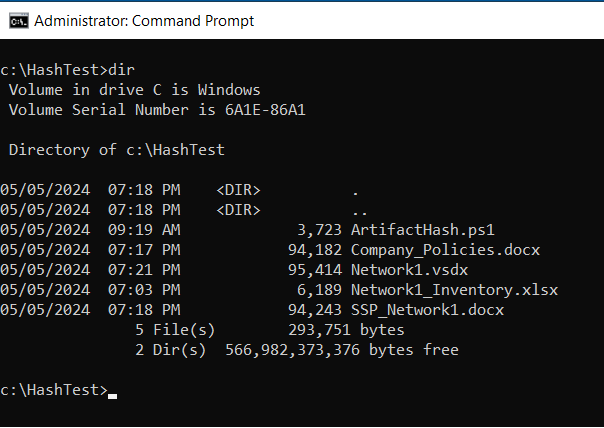 Administrator: Command Prompt
c:\HashTest>dir
 Volume in drive C is Windows
 Volume Serial Number is 6A1E-86A1
 Directory of c:\HashTest
05/05/2024  07:18 PM    <DIR>          .
05/05/2024  07:18 PM    <DIR>          ..
05/05/2024  09:19 AM             3,723 ArtifactHash.ps1
05/05/2024  07:17 PM            94,182 Company_Policies.docx
05/05/2024  07:21 PM            95,414 Network1.vsdx
05/05/2024  07:03 PM             6,189 Network1_Inventory.xlsx
05/05/2024  07:18 PM            94,243 SSP_Network1.docx
               5 File(s)        293,751 bytes
               2 Dir(s)  566,982,373,376 bytes free
c:\HashTest>